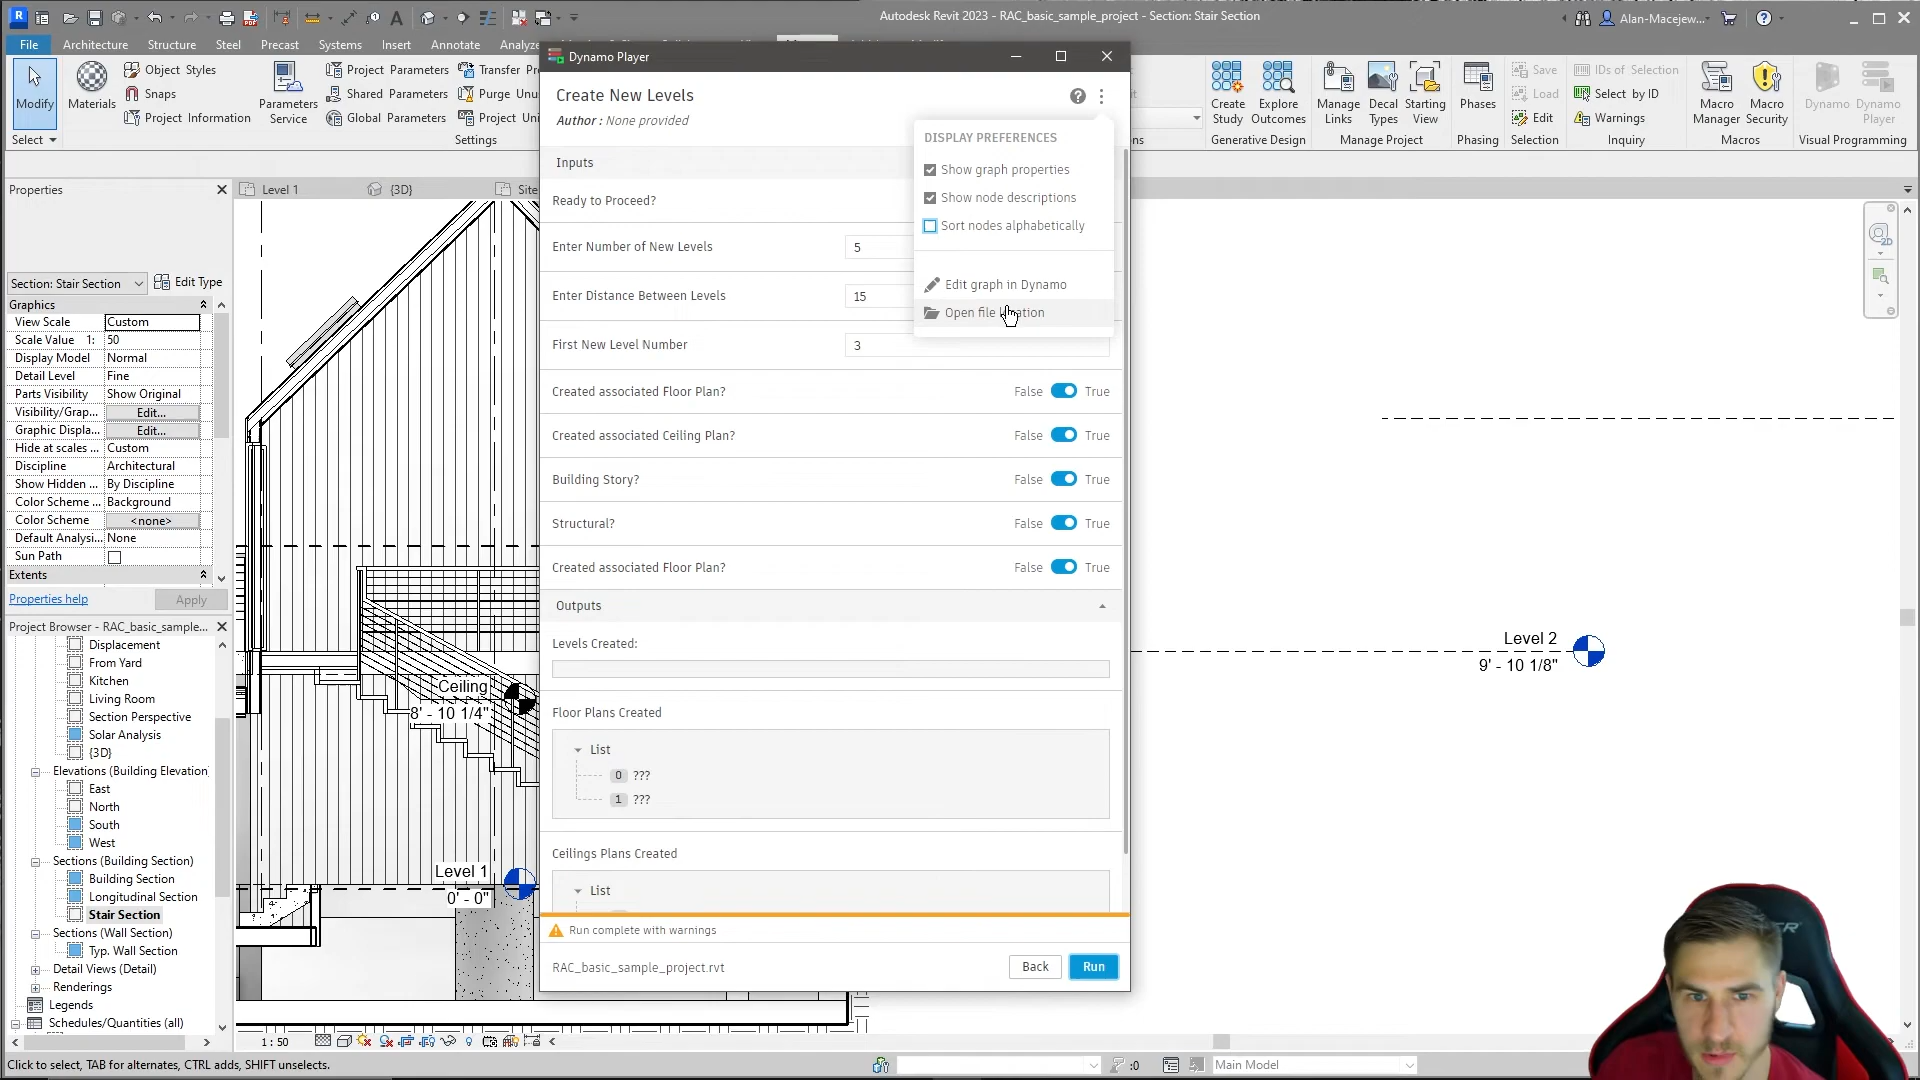 Autodesk Revit 2023 - RAC_basic_sample_project - Section: Stair Section
Alan-Macejew...
File
Architecture
Structure
Steel
Precast
Systems
Insert
Annotate
Analyze
Modify
Select
Materials
Object Styles
Snaps
Project Information
Parameters
Service
Project Parameters
Shared Parameters
Global Parameters
Transfer Pr
Purge Unu
Project Uni
Settings
Create
Study
Explore
Outcomes
Generative Design
Manage
Links
Decal
Types
Starting
View
Manage Project
Phases
Phasing
Save
Load
Edit
Selection
IDs of Selection
Select by ID
Warnings
Inquiry
Macro
Manager
Macro
Security
Macros
Dynamo
Dynamo
Player
Visual Programming
Properties
Level 1
{3D}
Site
Section: Stair Section
Edit Type
Graphics
View Scale Custom
Scale Value 1: 50
Display Model Normal
Detail Level Fine
Parts Visibility Show Original
Visibility/Grap... Edit...
Graphic Displa... Edit...
Hide at scales ... Custom
Discipline Architectural
Show Hidden ... By Discipline
Color Scheme ... Background
Color Scheme <none>
Default Analysi... None
Sun Path
Extents
Properties help
Apply
Project Browser - RAC_basic_sample...
Displacement
From Yard
Kitchen
Living Room
Section Perspective
Solar Analysis
{3D}
Elevations (Building Elevation)
East
North
South
West
Sections (Building Section)
Building Section
Longitudinal Section
Stair Section
Sections (Wall Section)
Typ. Wall Section
Detail Views (Detail)
Renderings
Legends
Schedules/Quantities (all)
Ceiling
8' - 10 1/4"
Level 1
0' - 0"
Level 2
9' - 10 1/8"
Dynamo Player
Create New Levels
Author : None provided
Inputs
Ready to Proceed?
Enter Number of New Levels 5
Enter Distance Between Levels 15
First New Level Number 3
Created associated Floor Plan? False True
Created associated Ceiling Plan? False True
Building Story? False True
Structural? False True
Created associated Floor Plan? False True
Outputs
Levels Created:
Floor Plans Created
List
0 ???
1 ???
Ceilings Plans Created
List
Run complete with warnings
RAC_basic_sample_project.rvt
Back
Run
DISPLAY PREFERENCES
Show graph properties
Show node descriptions
Sort nodes alphabetically
Edit graph in Dynamo
Open file location
1 : 50
Click to select, TAB for alternates, CTRL adds, SHIFT unselects.
:0
Main Model